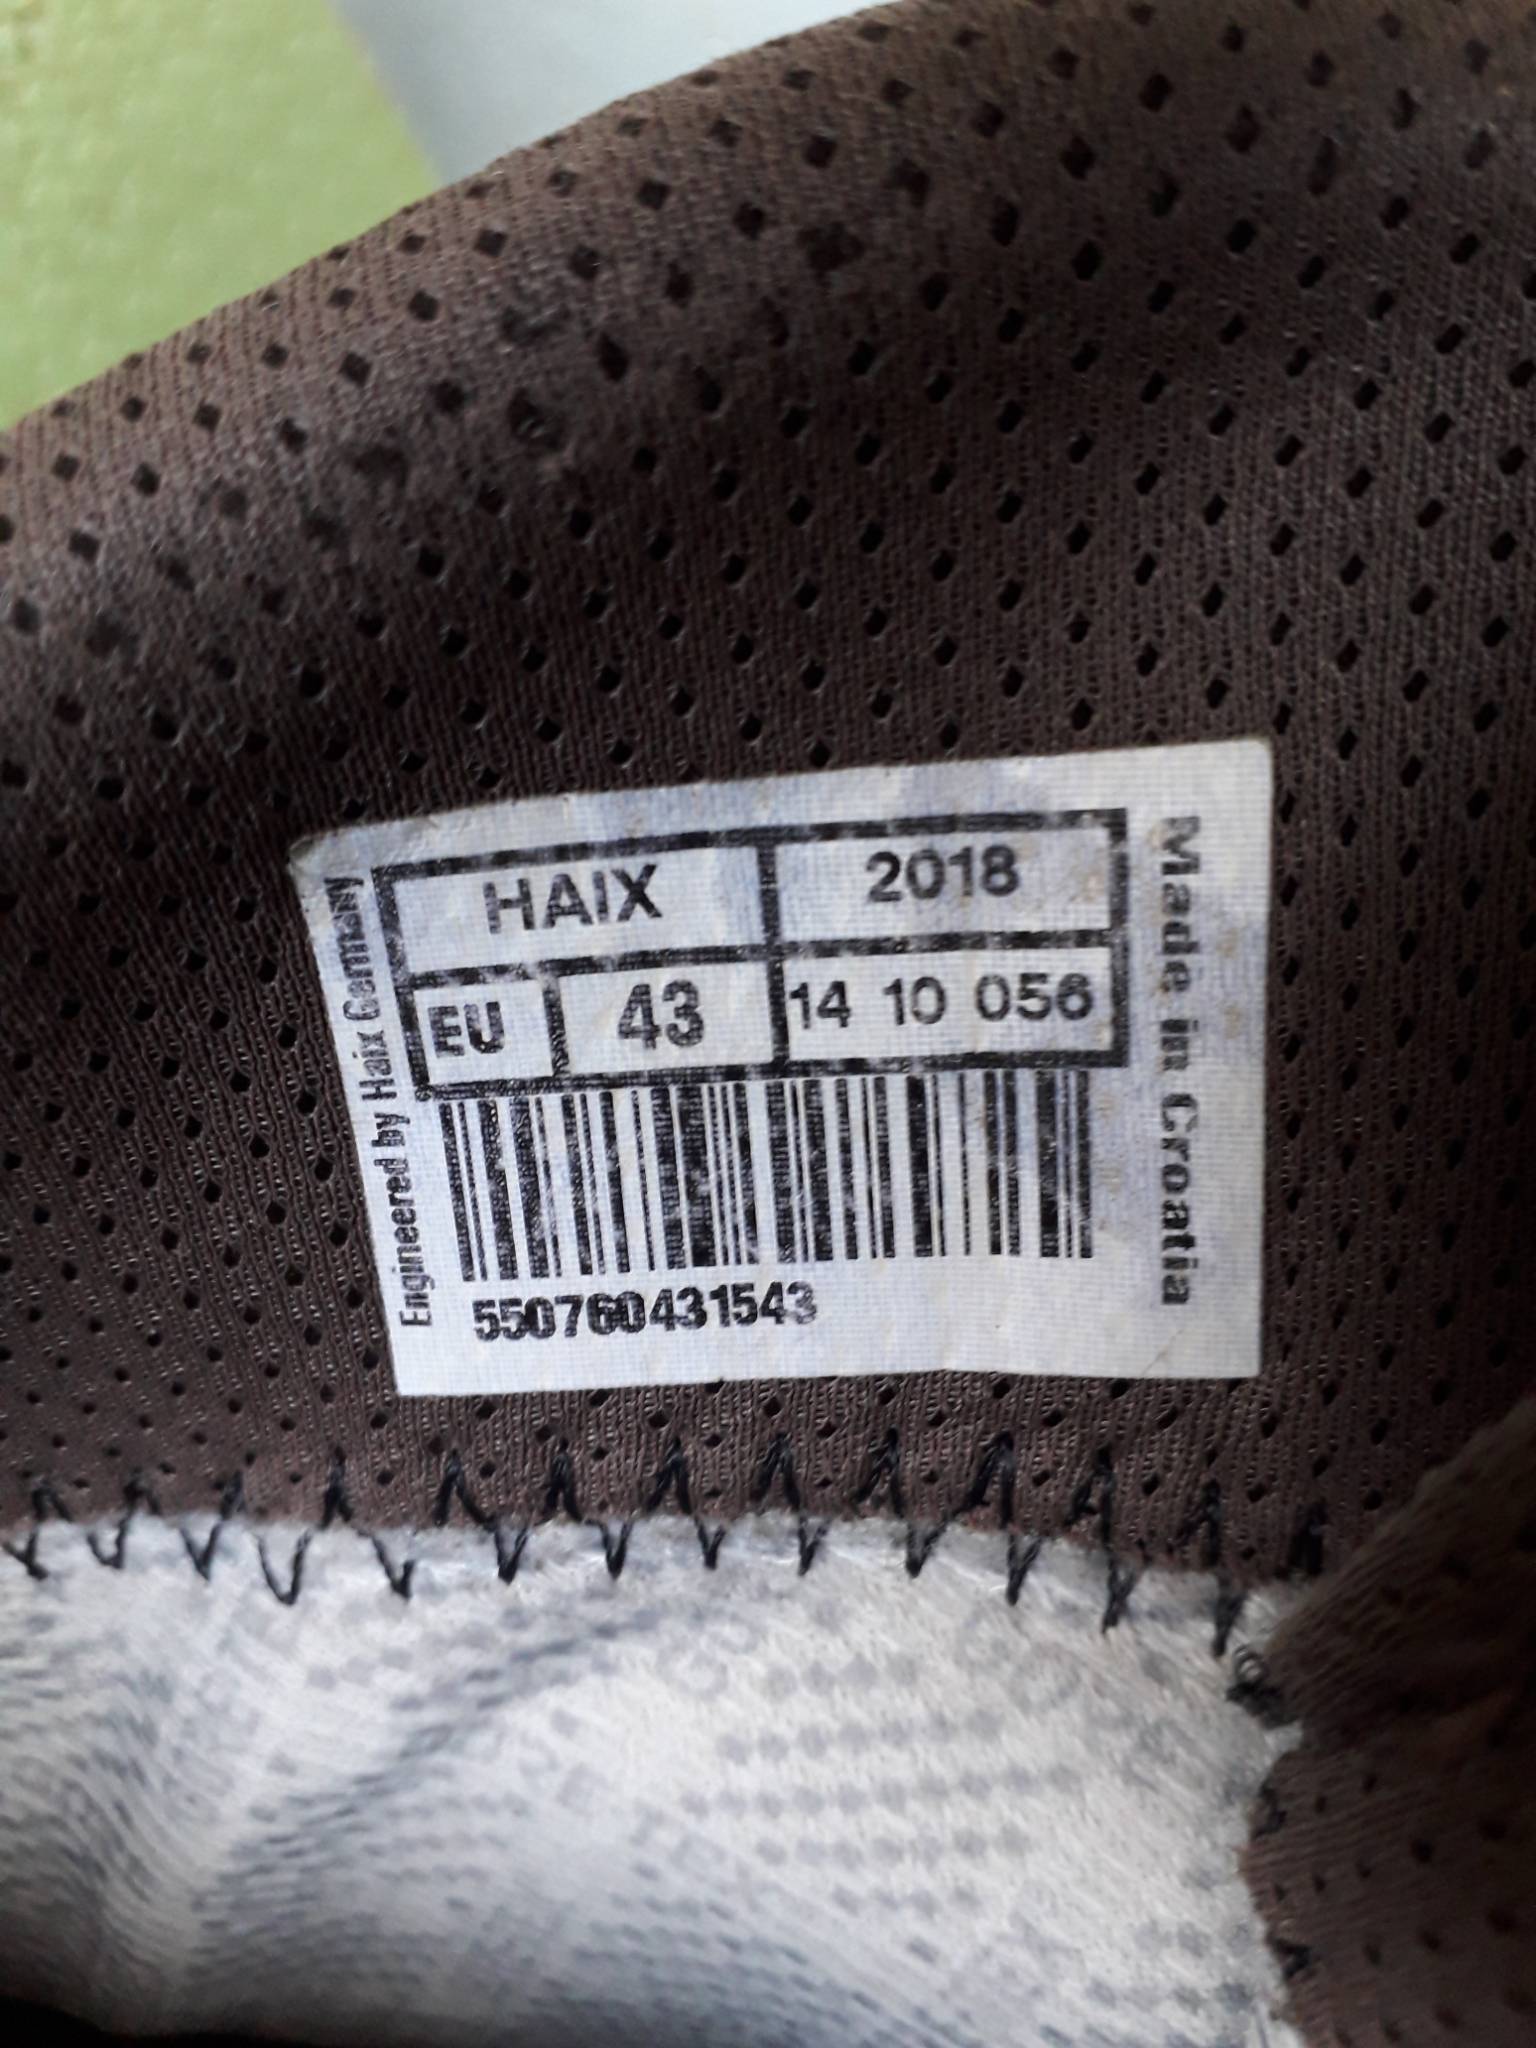 HAIX 2018
EU 43 14 10 056
550760431543
Engineered by Haix Germany
Made in Croatia